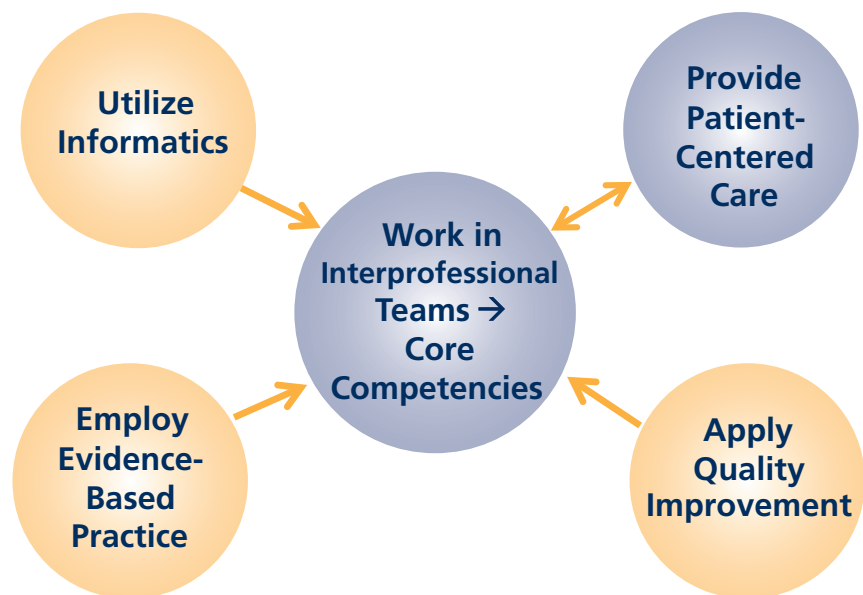 Utilize
Informatics
Provide
Patient-
Centered
Care
Work in
Interprofessional
Teams →
Core
Competencies
Employ
Evidence-
Based
Practice
Apply
Quality
Improvement